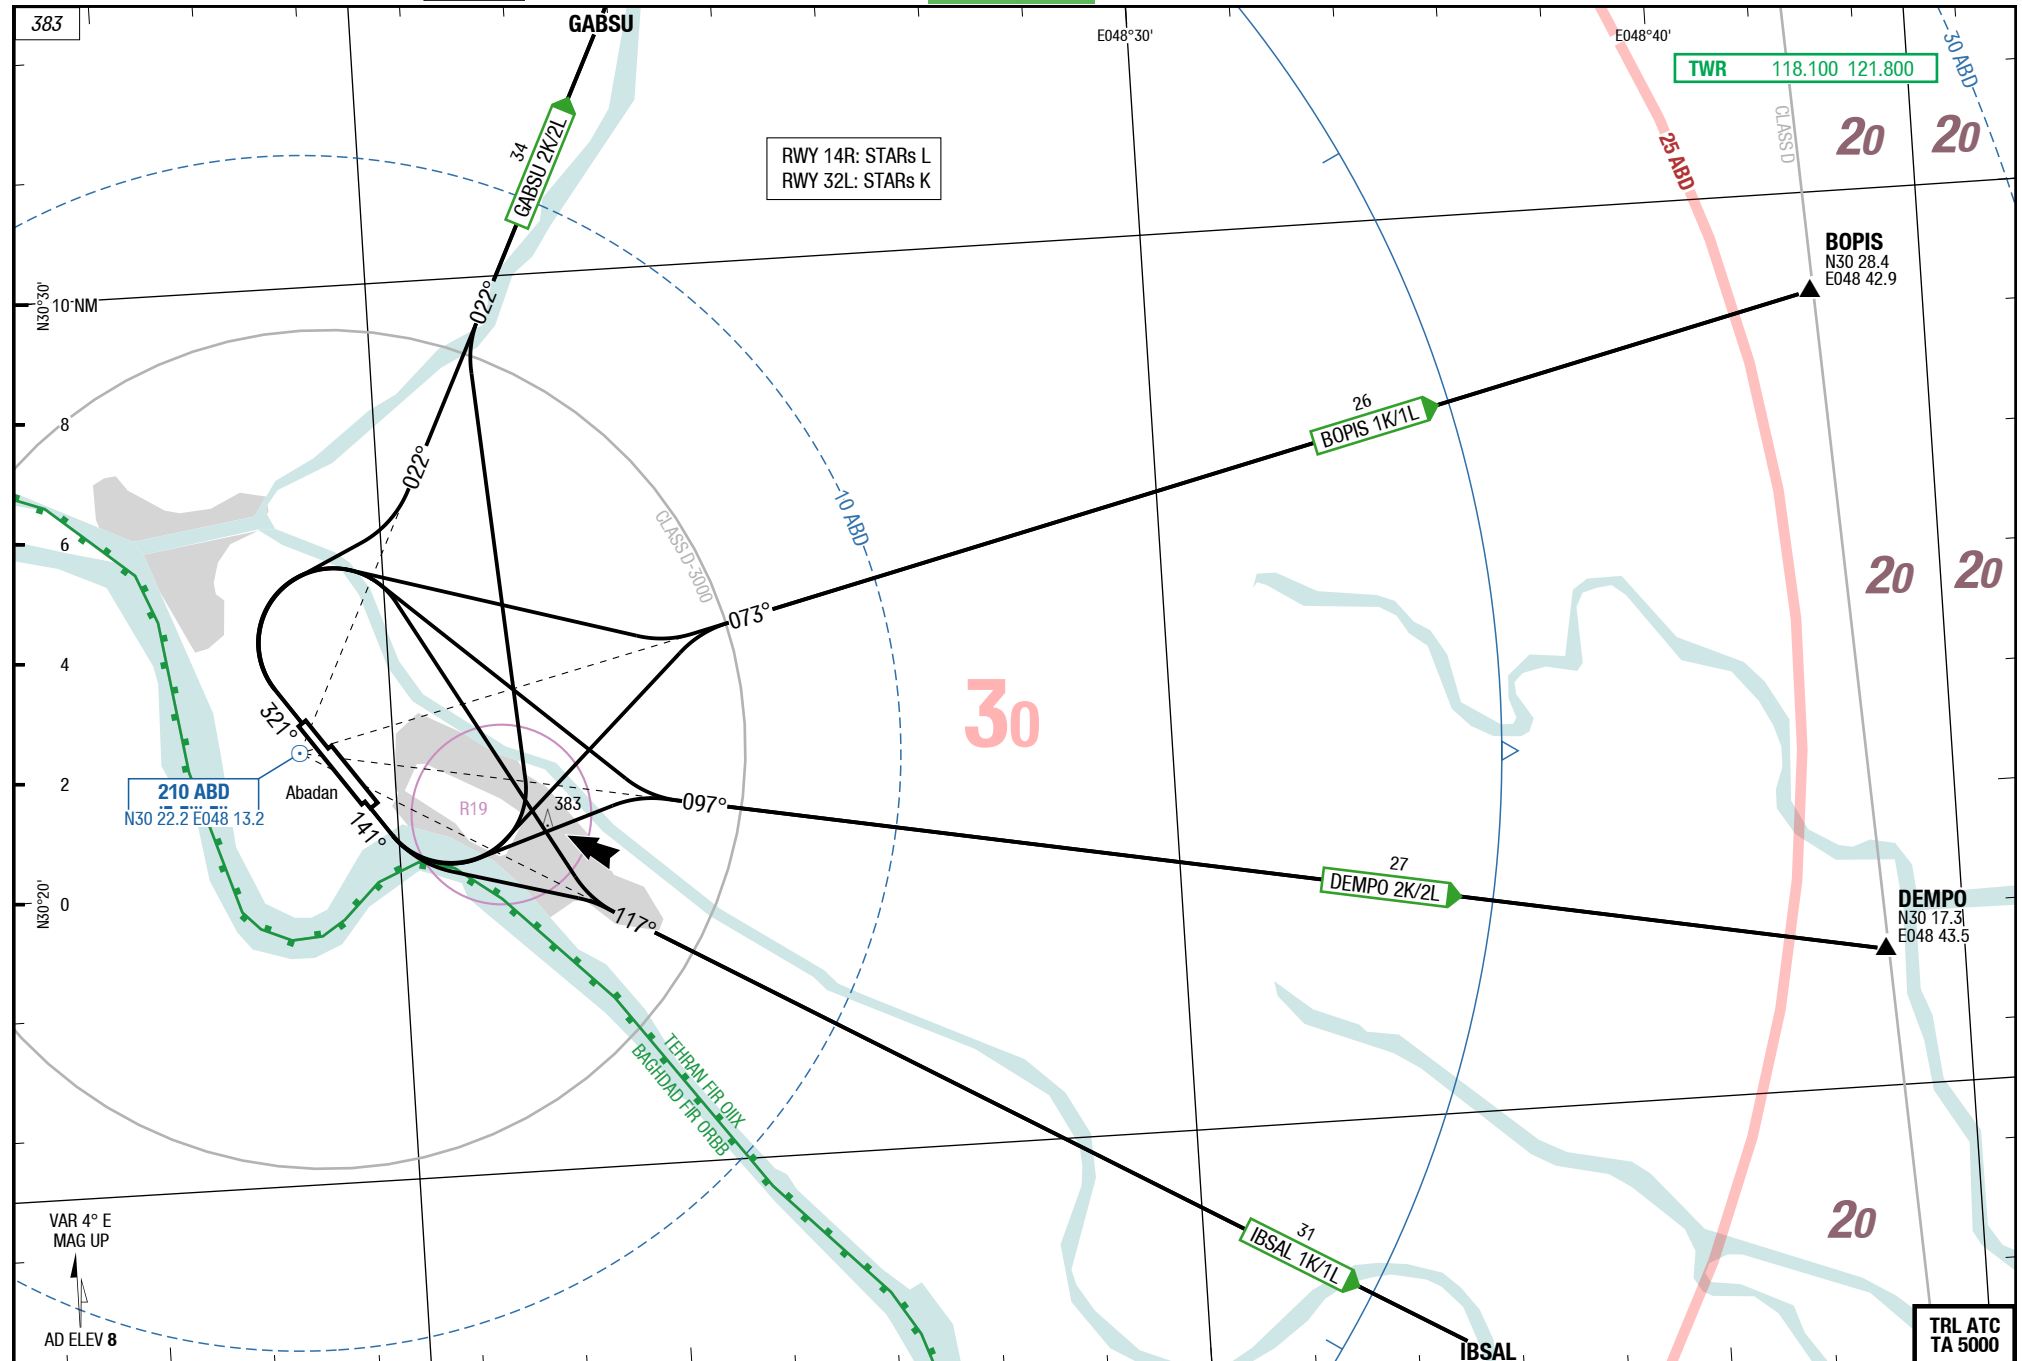 383
GABSU
E048°30'
E048°40'
30 ABD
TWR 118.100 121.800
CLASS D
20
20
34
GABSU 2K/2L
RWY 14R: STARs L
RWY 32L: STARs K
25 ABD
BOPIS
N30 28.4
E048 42.9
022°
N30°30'
10 NM
26
BOPIS 1K/1L
8
022°
10 ABD
CLASS D-3000
6
20
20
073°
4
30
321°
2
210 ABD
N30 22.2 E048 13.2
Abadan
R19
383
097°
141°
27
DEMPO 2K/2L
DEMPO
N30 17.3
E048 43.5
N30°20'
0
117°
TEHRAN FIR OIIX
BAGHDAD FIR ORBB
VAR 4° E
MAG UP
31
IBSAL 1K/1L
20
AD ELEV 8
IBSAL
TRL ATC
TA 5000